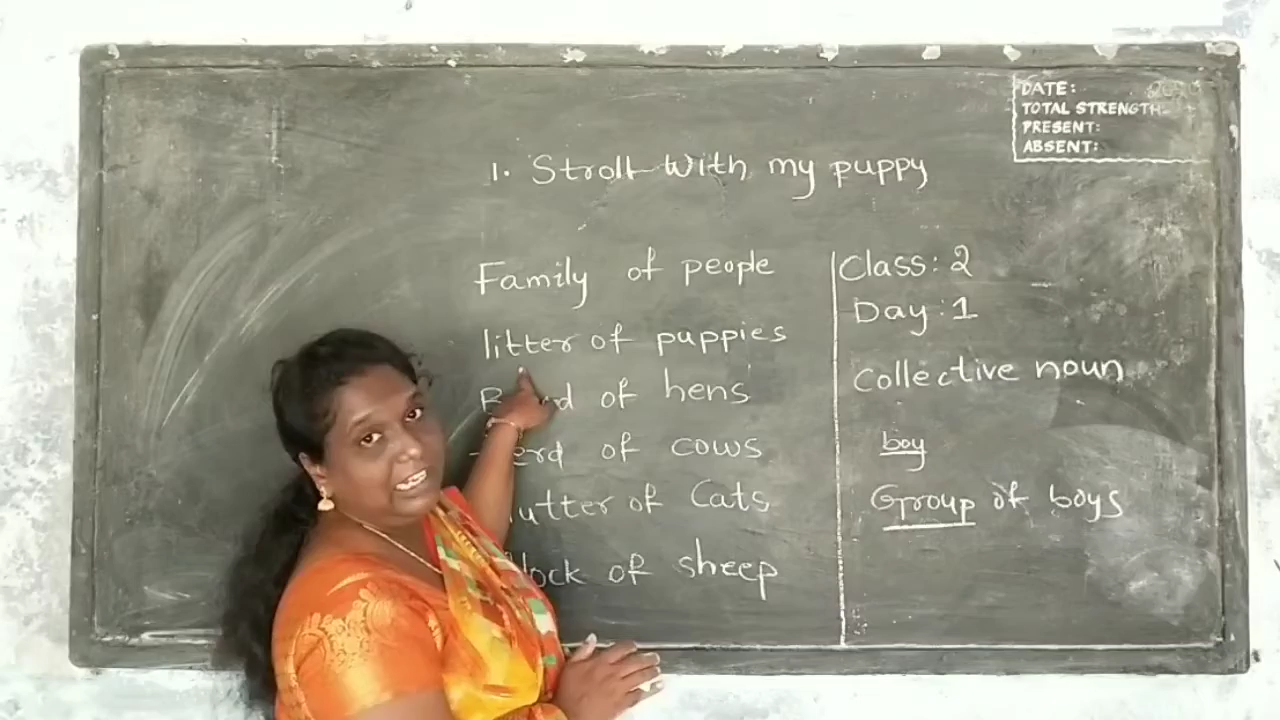 DATE:
TOTAL STRENGTH
PRESENT:
ABSENT:
1. Stroll with my puppy
Family of people
litter of puppies
of hens
of cows
of Cats
of sheep
Class: 2
Day: 1
Collective noun
boy
Group of boys